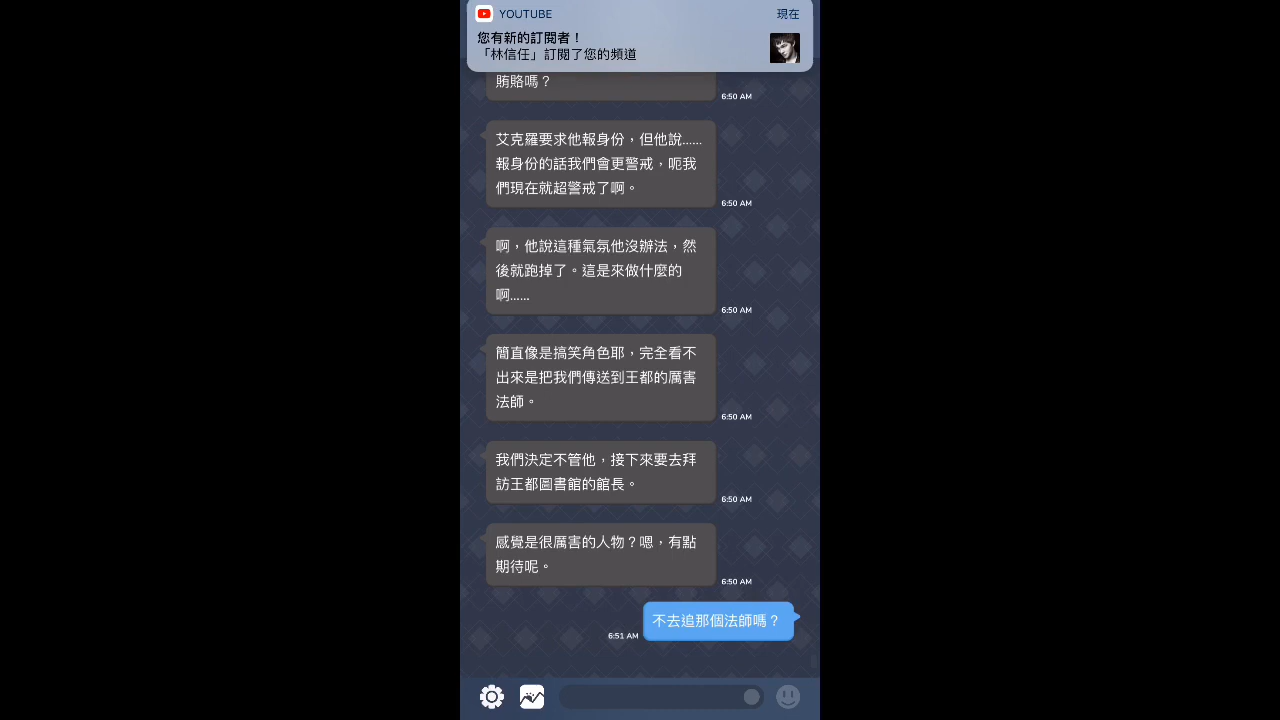 YOUTUBE
現在
您有新的訂閱者！
「林信任」訂閱了您的頻道
賄賂嗎？
6:50 AM
艾克羅要求他報身份，但他說……
報身份的話我們會更警戒，呃我
們現在就超警戒了啊。
6:50 AM
啊，他說這種氣氛他沒辦法，然
後就跑掉了。這是來做什麼的
啊……
6:50 AM
簡直像是搞笑角色耶，完全看不
出來是把我們傳送到王都的厲害
法師。
6:50 AM
我們決定不管他，接下來要去拜
訪王都圖書館的館長。
6:50 AM
感覺是很厲害的人物？嗯，有點
期待呢。
6:50 AM
不去追那個法師嗎？
6:51 AM